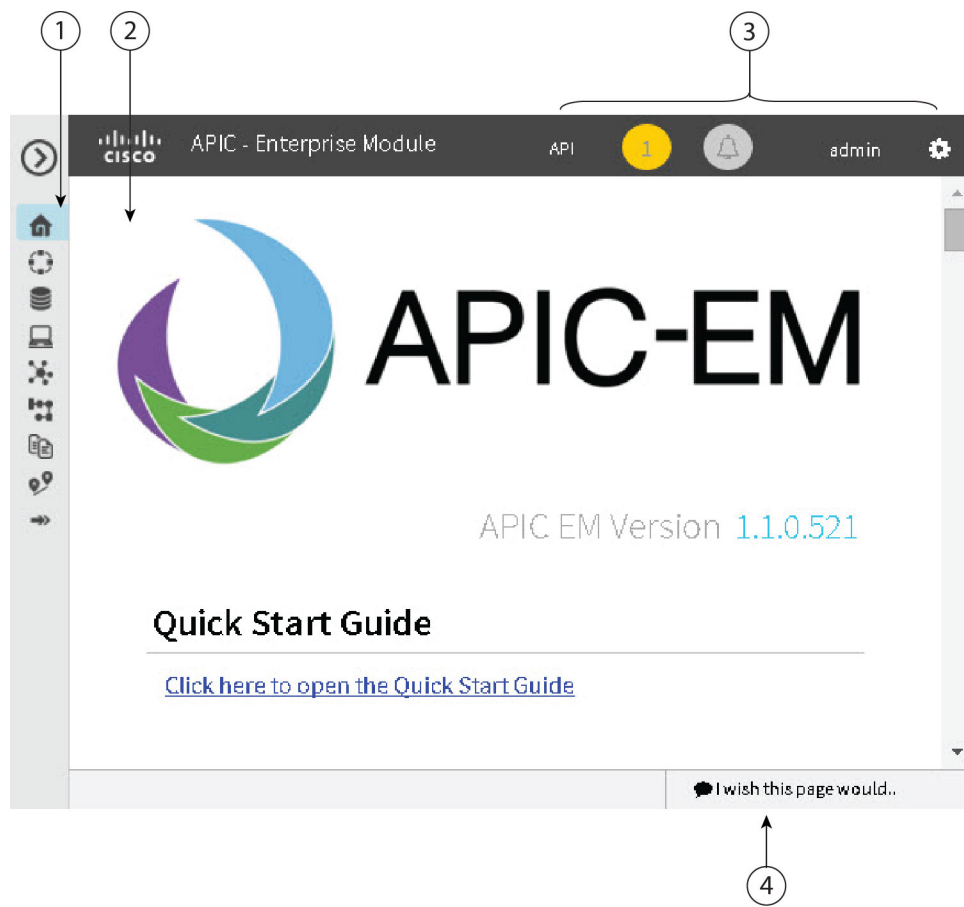 1
2
3
CISCO
APIC - Enterprise Module
API
1
admin
APIC-EM
APIC EM Version 1.1.0.521
Quick Start Guide
Click here to open the Quick Start Guide
I wish this page would..
4